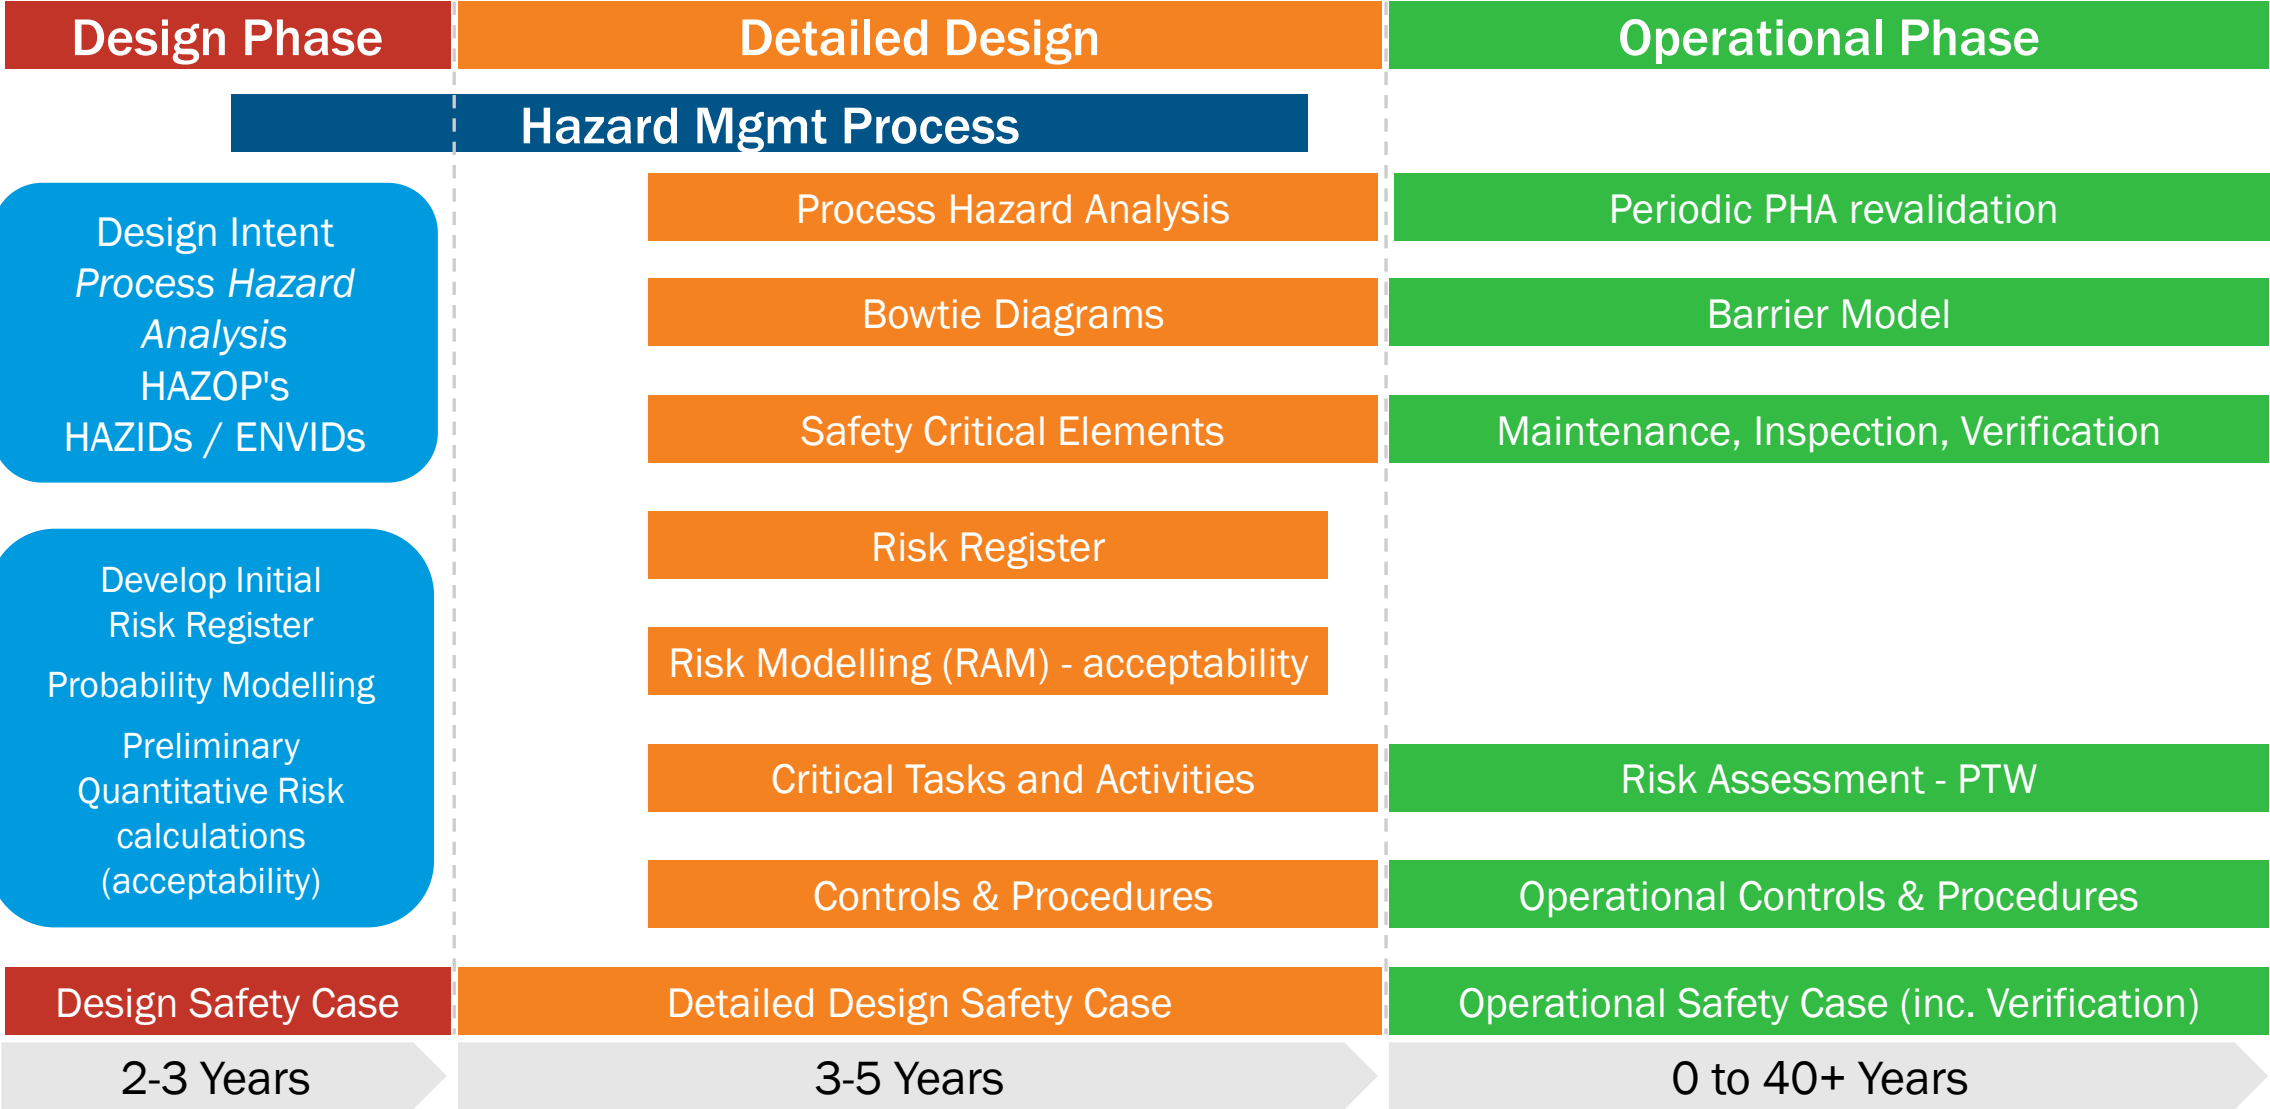 Design Phase
Detailed Design
Operational Phase
Hazard Mgmt Process
Design Intent
Process Hazard
Analysis
HAZOP's
HAZIDs / ENVIDs
Develop Initial
Risk Register
Probability Modelling
Preliminary
Quantitative Risk
calculations
(acceptability)
Process Hazard Analysis
Periodic PHA revalidation
Bowtie Diagrams
Barrier Model
Safety Critical Elements
Maintenance, Inspection, Verification
Risk Register
Risk Modelling (RAM) - acceptability
Critical Tasks and Activities
Risk Assessment - PTW
Controls & Procedures
Operational Controls & Procedures
Design Safety Case
Detailed Design Safety Case
Operational Safety Case (inc. Verification)
2-3 Years
3-5 Years
0 to 40+ Years